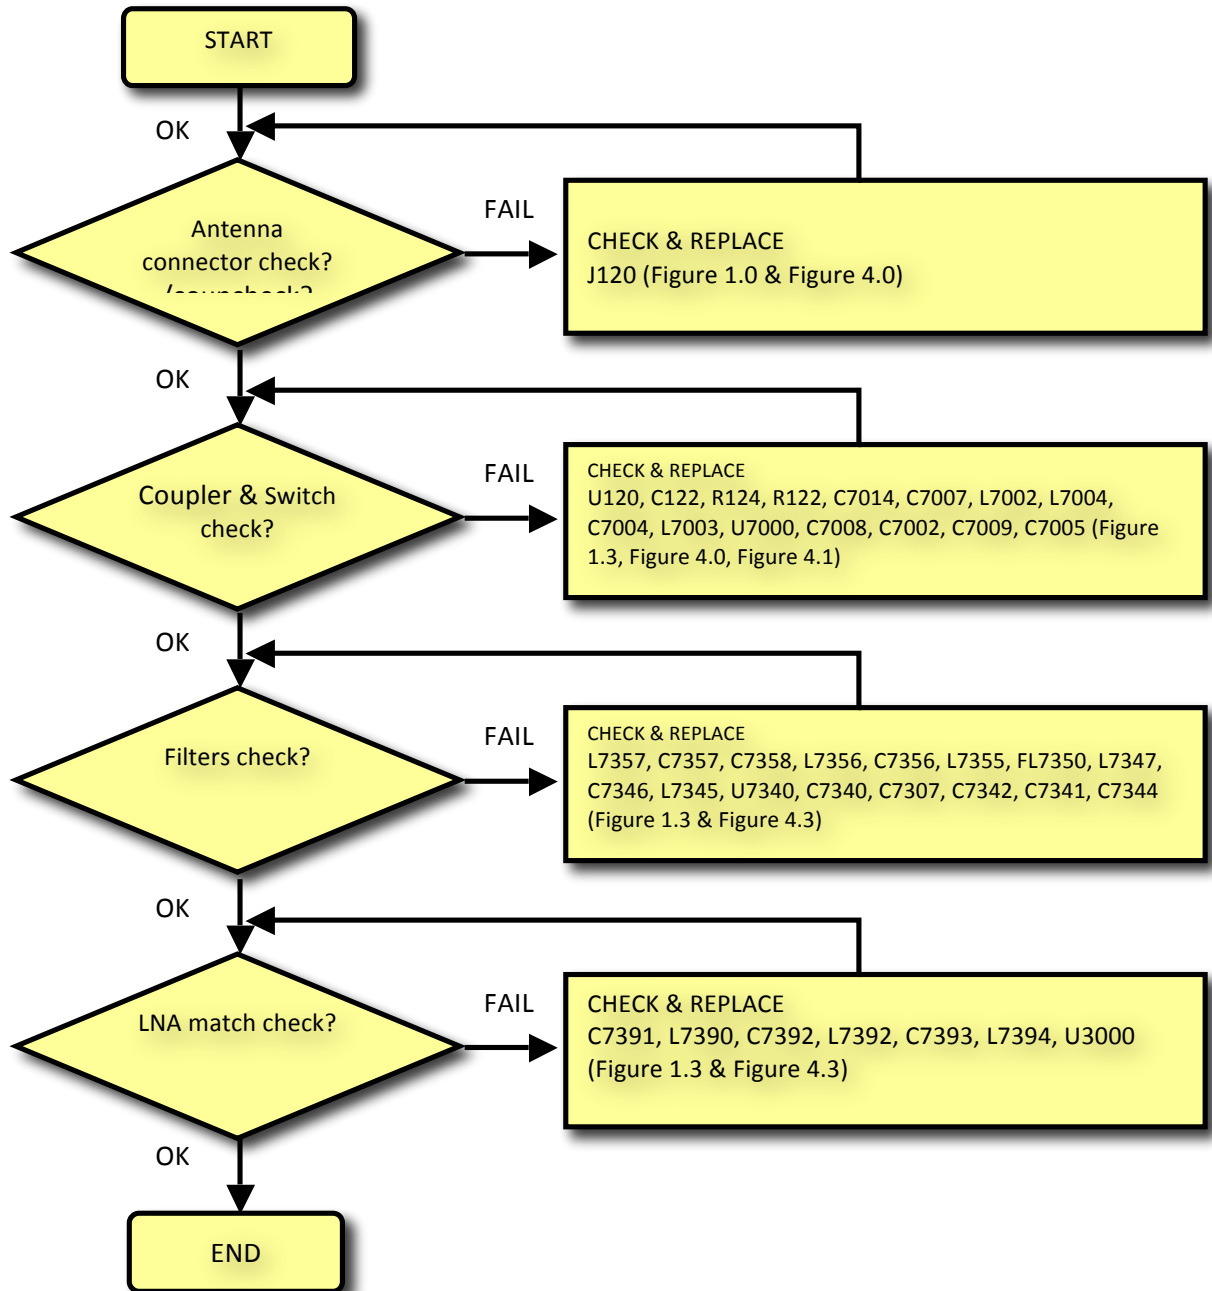 START
OK
Antenna
connector check?
FAIL
CHECK & REPLACE
J120 (Figure 1.0 & Figure 4.0)
OK
Coupler & Switch
check?
FAIL
CHECK & REPLACE
U120, C122, R124, R122, C7014, C7007, L7002, L7004,
C7004, L7003, U7000, C7008, C7002, C7009, C7005 (Figure
1.3, Figure 4.0, Figure 4.1)
OK
Filters check?
FAIL
CHECK & REPLACE
L7357, C7357, C7358, L7356, C7356, L7355, FL7350, L7347,
C7346, L7345, U7340, C7340, C7307, C7342, C7341, C7344
(Figure 1.3 & Figure 4.3)
OK
LNA match check?
FAIL
CHECK & REPLACE
C7391, L7390, C7392, L7392, C7393, L7394, U3000
(Figure 1.3 & Figure 4.3)
OK
END